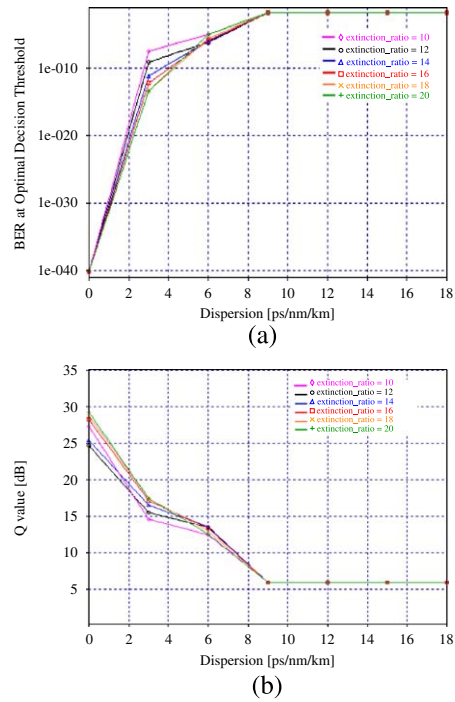 BER at Optimal Decision Threshold
1e-010
1e-020
1e-030
1e-040
extinction_ratio = 10
extinction_ratio = 12
extinction_ratio = 14
extinction_ratio = 16
extinction_ratio = 18
extinction_ratio = 20
0 2 4 6 8 10 12 14 16 18
Dispersion [ps/nm/km]
(a)
Q value [dB]
35
30
25
20
15
10
5
extinction_ratio = 10
extinction_ratio = 12
extinction_ratio = 14
extinction_ratio = 16
extinction_ratio = 18
extinction_ratio = 20
0 2 4 6 8 10 12 14 16 18
Dispersion [ps/nm/km]
(b)